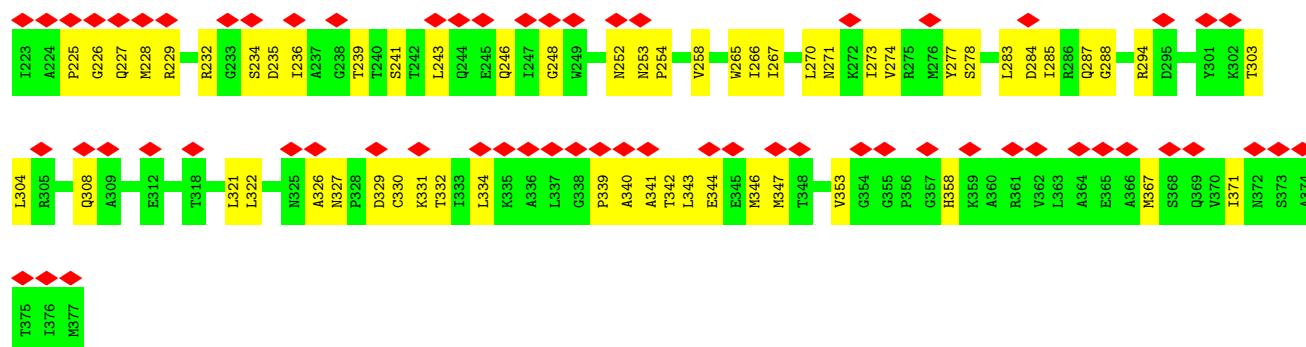 I223 A224 P225 G226 Q227 M228 R229 R232 G233 S234 D235 I236 A237 G238 T239 T240 S241 T242 L243 Q244 E245 Q246 I247 G248 W249 N252 N253 P254 V258 W265 I266 I267 L270 N271 K272 I273 V274 R275 M276 Y277 S278 L283 D284 I285 R286 Q287 G288 R294 D295 Y301 K302 T303
L304 R305 Q308 A309 E312 T318 L321 L322 N325 A326 N327 P328 D329 C330 K331 T332 I333 L334 K335 A336 L337 G338 P339 A340 A341 T342 L343 E344 E345 M346 M347 T348 V353 G354 G355 P356 G357 H358 K359 A360 R361 V362 L363 A364 E365 A366 M367 S368 Q369 V370 I371 N372 S373 A374
T375 I376 M377